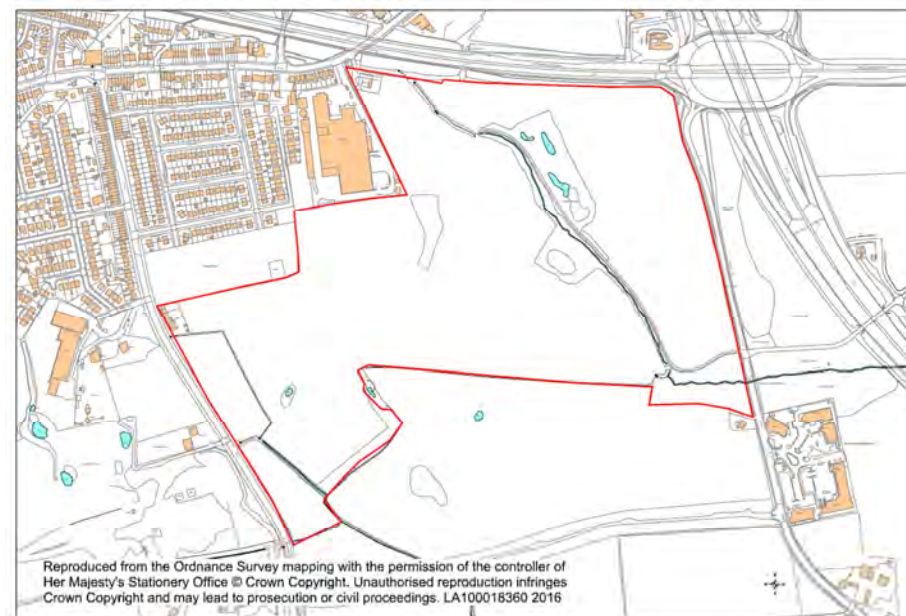 Reproduced from the Ordnance Survey mapping with the permission of the controller of
Her Majesty's Stationery Office © Crown Copyright. Unauthorised reproduction infringes
Crown Copyright and may lead to prosecution or civil proceedings. LA100018360 2016